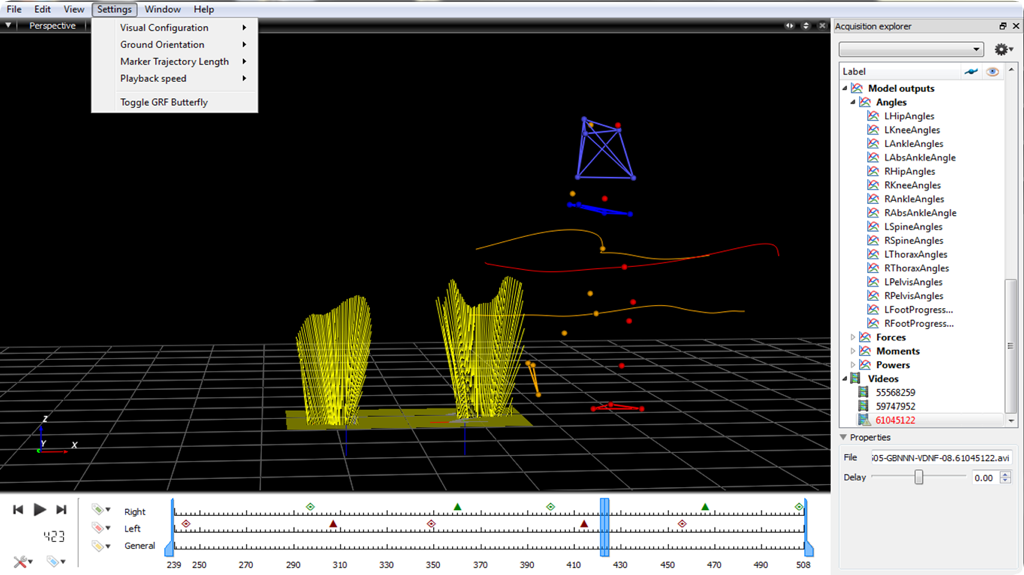 File Edit View Settings Window Help
Perspective
Visual Configuration
Ground Orientation
Marker Trajectory Length
Playback speed
Toggle GRF Butterfly
Z
Y X
Acquisition explorer
Label
Model outputs
Angles
LHipAngles
LKneeAngles
LAnkleAngles
LAbsAnkleAngle
RHipAngles
RKneeAngles
RAnkleAngles
RAbsAnkleAngle
LSpineAngles
RSpineAngles
LThoraxAngles
RThoraxAngles
LPelvisAngles
RPelvisAngles
LFootProgress...
RFootProgress...
Forces
Moments
Powers
Videos
55568259
59747952
61045122
Properties
File 505-GBNNN-VDNF-08.61045122.avi
Delay 0.00
423
Right
Left
General
239 250 270 290 310 330 350 370 390 410 430 450 470 490 508